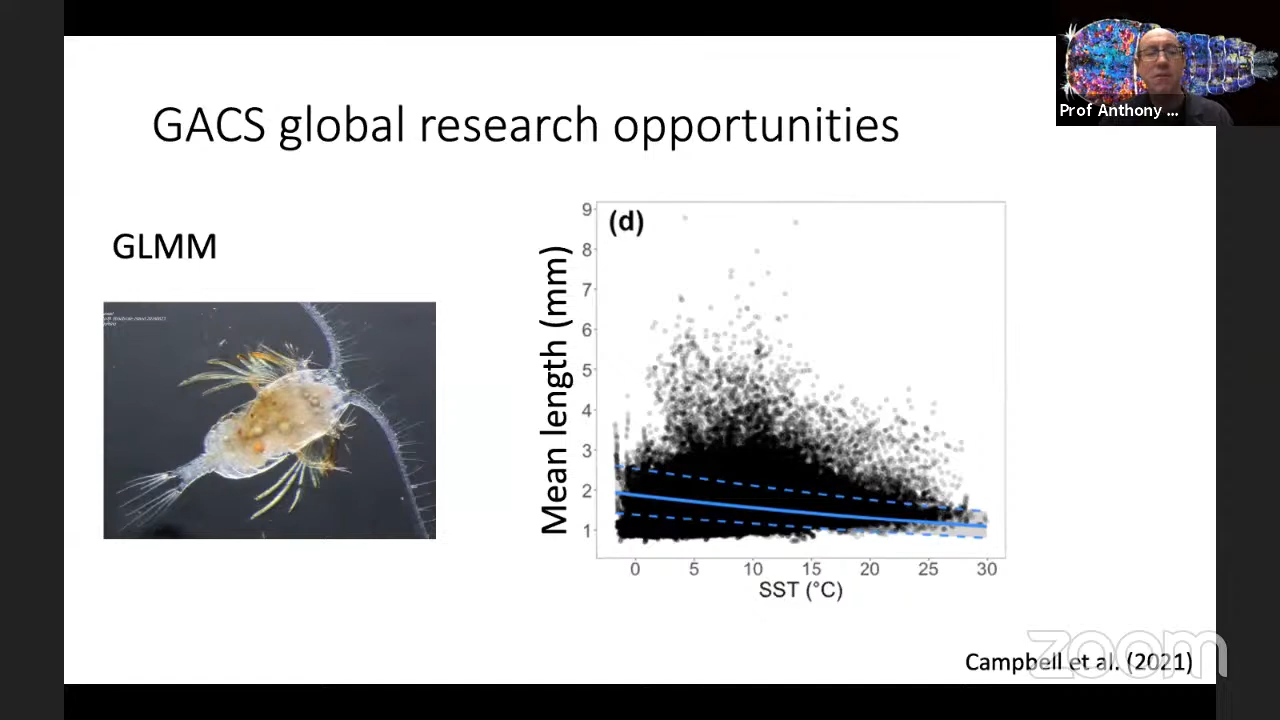 Prof Anthony ...
GACS global research opportunities
GLMM
(d)
Mean length (mm)
9
8
7
6
5
4
3
2
1
0 5 10 15 20 25 30
SST (°C)
Campbell et al. (2021)
zoom